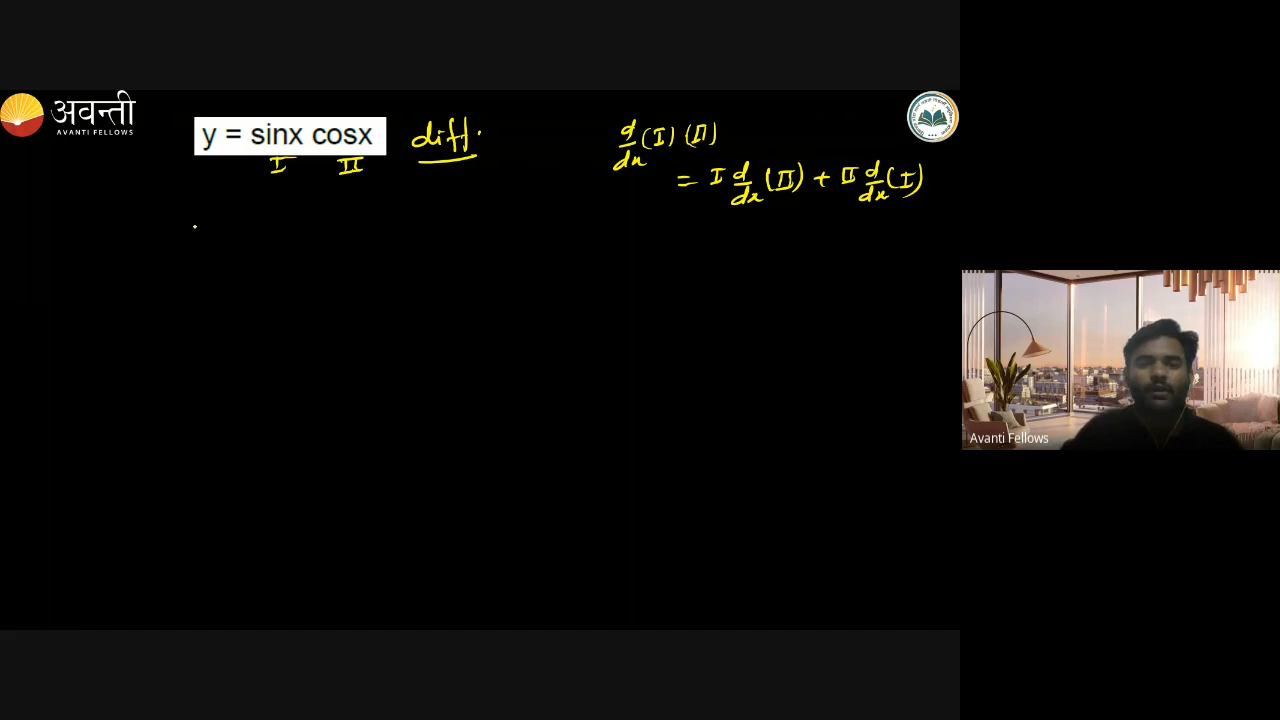 अवन्ती
AVANTI FELLOWS
y = sinx cosx diff.
I II
d/dx (I) (II)
= I d/dx (II) + II d/dx (I)
Avanti Fellows